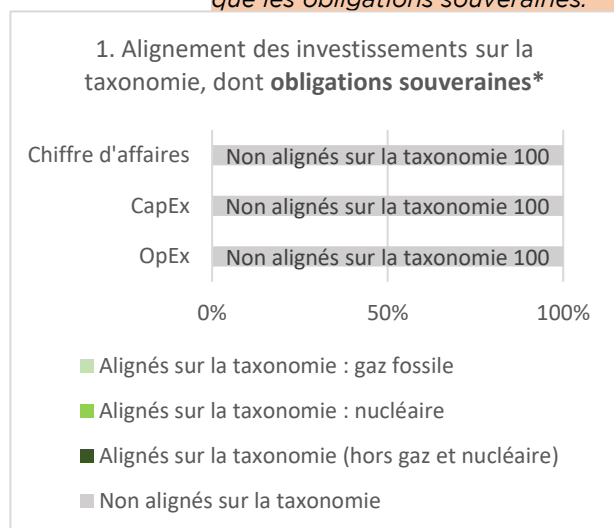 que les obligations souveraines.
1. Alignement des investissements sur la
taxonomie, dont obligations souveraines*
Chiffre d'affaires
Non alignés sur la taxonomie 100
CapEx
Non alignés sur la taxonomie 100
OpEx
Non alignés sur la taxonomie 100
0% 50% 100%
Alignés sur la taxonomie : gaz fossile
Alignés sur la taxonomie : nucléaire
Alignés sur la taxonomie (hors gaz et nucléaire)
Non alignés sur la taxonomie